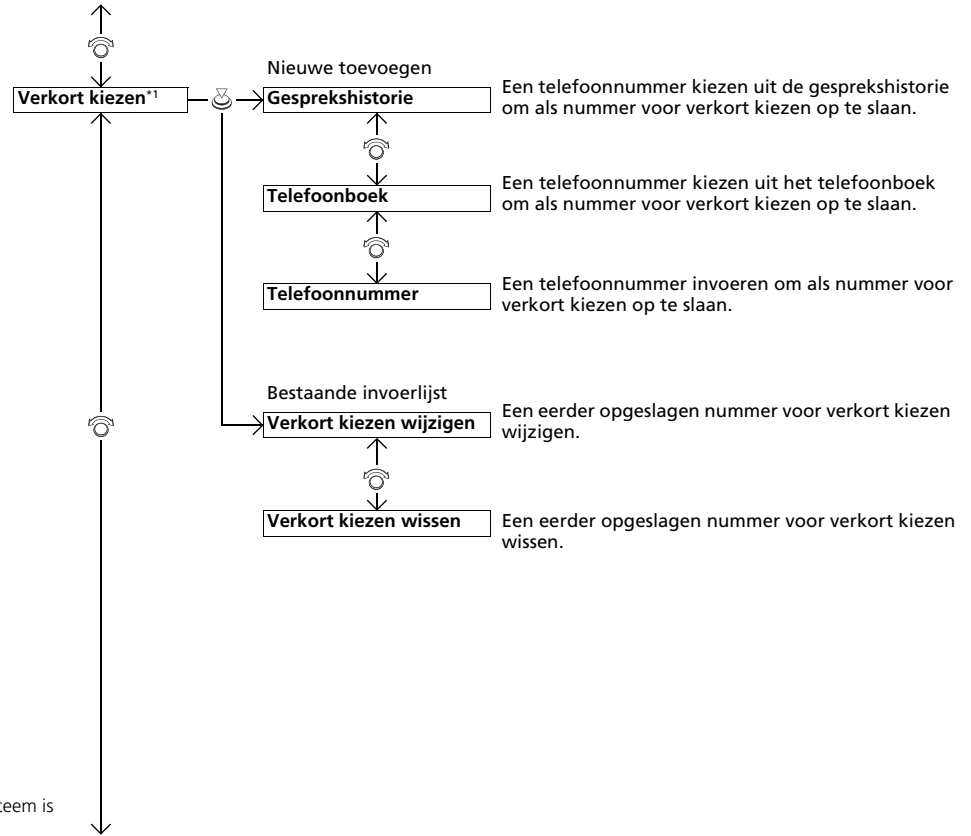 Nieuwe toevoegen
Verkort kiezen*1
Gesprekshistorie
Een telefoonnummer kiezen uit de gesprekshistorie
om als nummer voor verkort kiezen op te slaan.
Telefoonboek
Een telefoonnummer kiezen uit het telefoonboek
om als nummer voor verkort kiezen op te slaan.
Telefoonnummer
Een telefoonnummer invoeren om als nummer voor
verkort kiezen op te slaan.
Bestaande invoerlijst
Verkort kiezen wijzigen
Een eerder opgeslagen nummer voor verkort kiezen
wijzigen.
Verkort kiezen wissen
Een eerder opgeslagen nummer voor verkort kiezen
wissen.
teem is